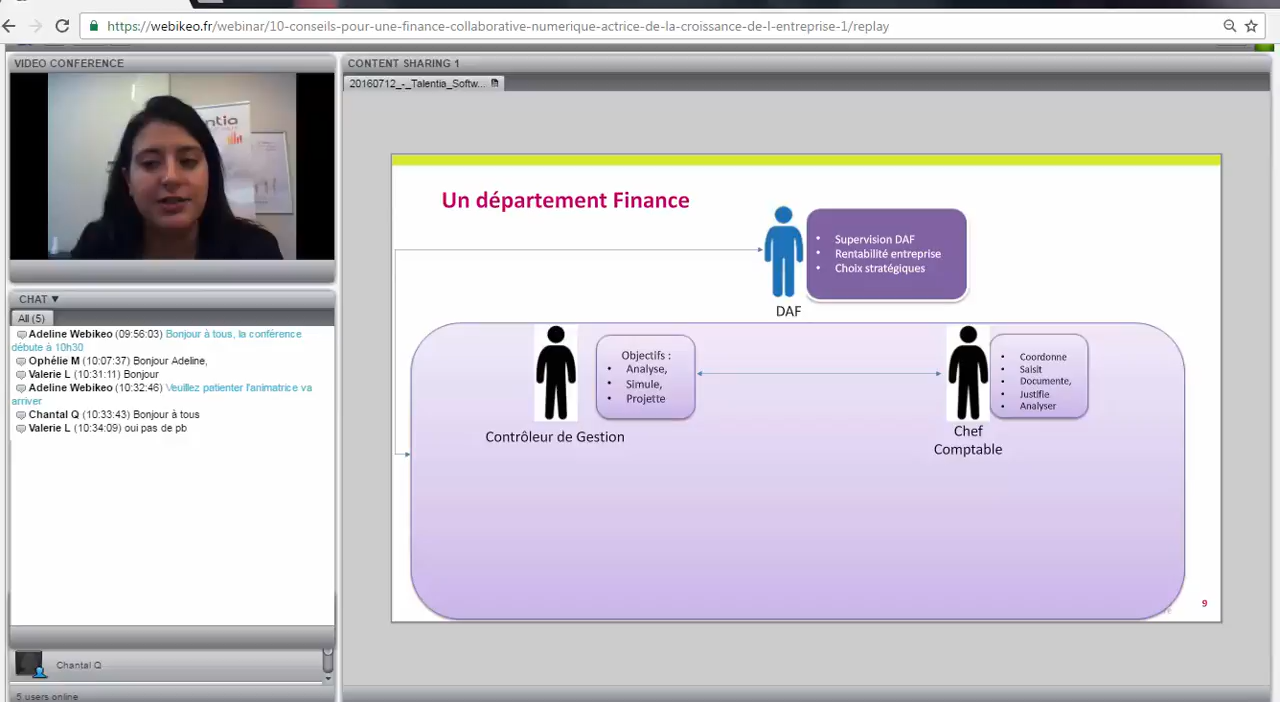 https://webikeo.fr/webinar/10-conseils-pour-une-finance-collaborative-numerique-actrice-de-la-croissance-de-l-entreprise-1/replay
VIDEO CONFERENCE
ntia
CHAT ▼
All (5)
Adeline Webikeo (09:56:03) Bonjour à tous, la conférence
débute à 10h30
Ophélie M (10:07:37) Bonjour Adeline,
Valerie L (10:31:11) Bonjour
Adeline Webikeo (10:32:46) Veuillez patienter l'animatrice va
arriver
Chantal Q (10:33:43) Bonjour à tous
Valerie L (10:34:09) oui pas de pb
Chantal Q
5 users online
CONTENT SHARING 1
20160712_-_Talentia_Softw...
Un département Finance
• Supervision DAF
• Rentabilité entreprise
• Choix stratégiques
DAF
Objectifs :
• Analyse,
• Simule,
• Projette
Contrôleur de Gestion
• Coordonne
• Saisit
• Documente,
• Justifie
• Analyser
Chef
Comptable
9